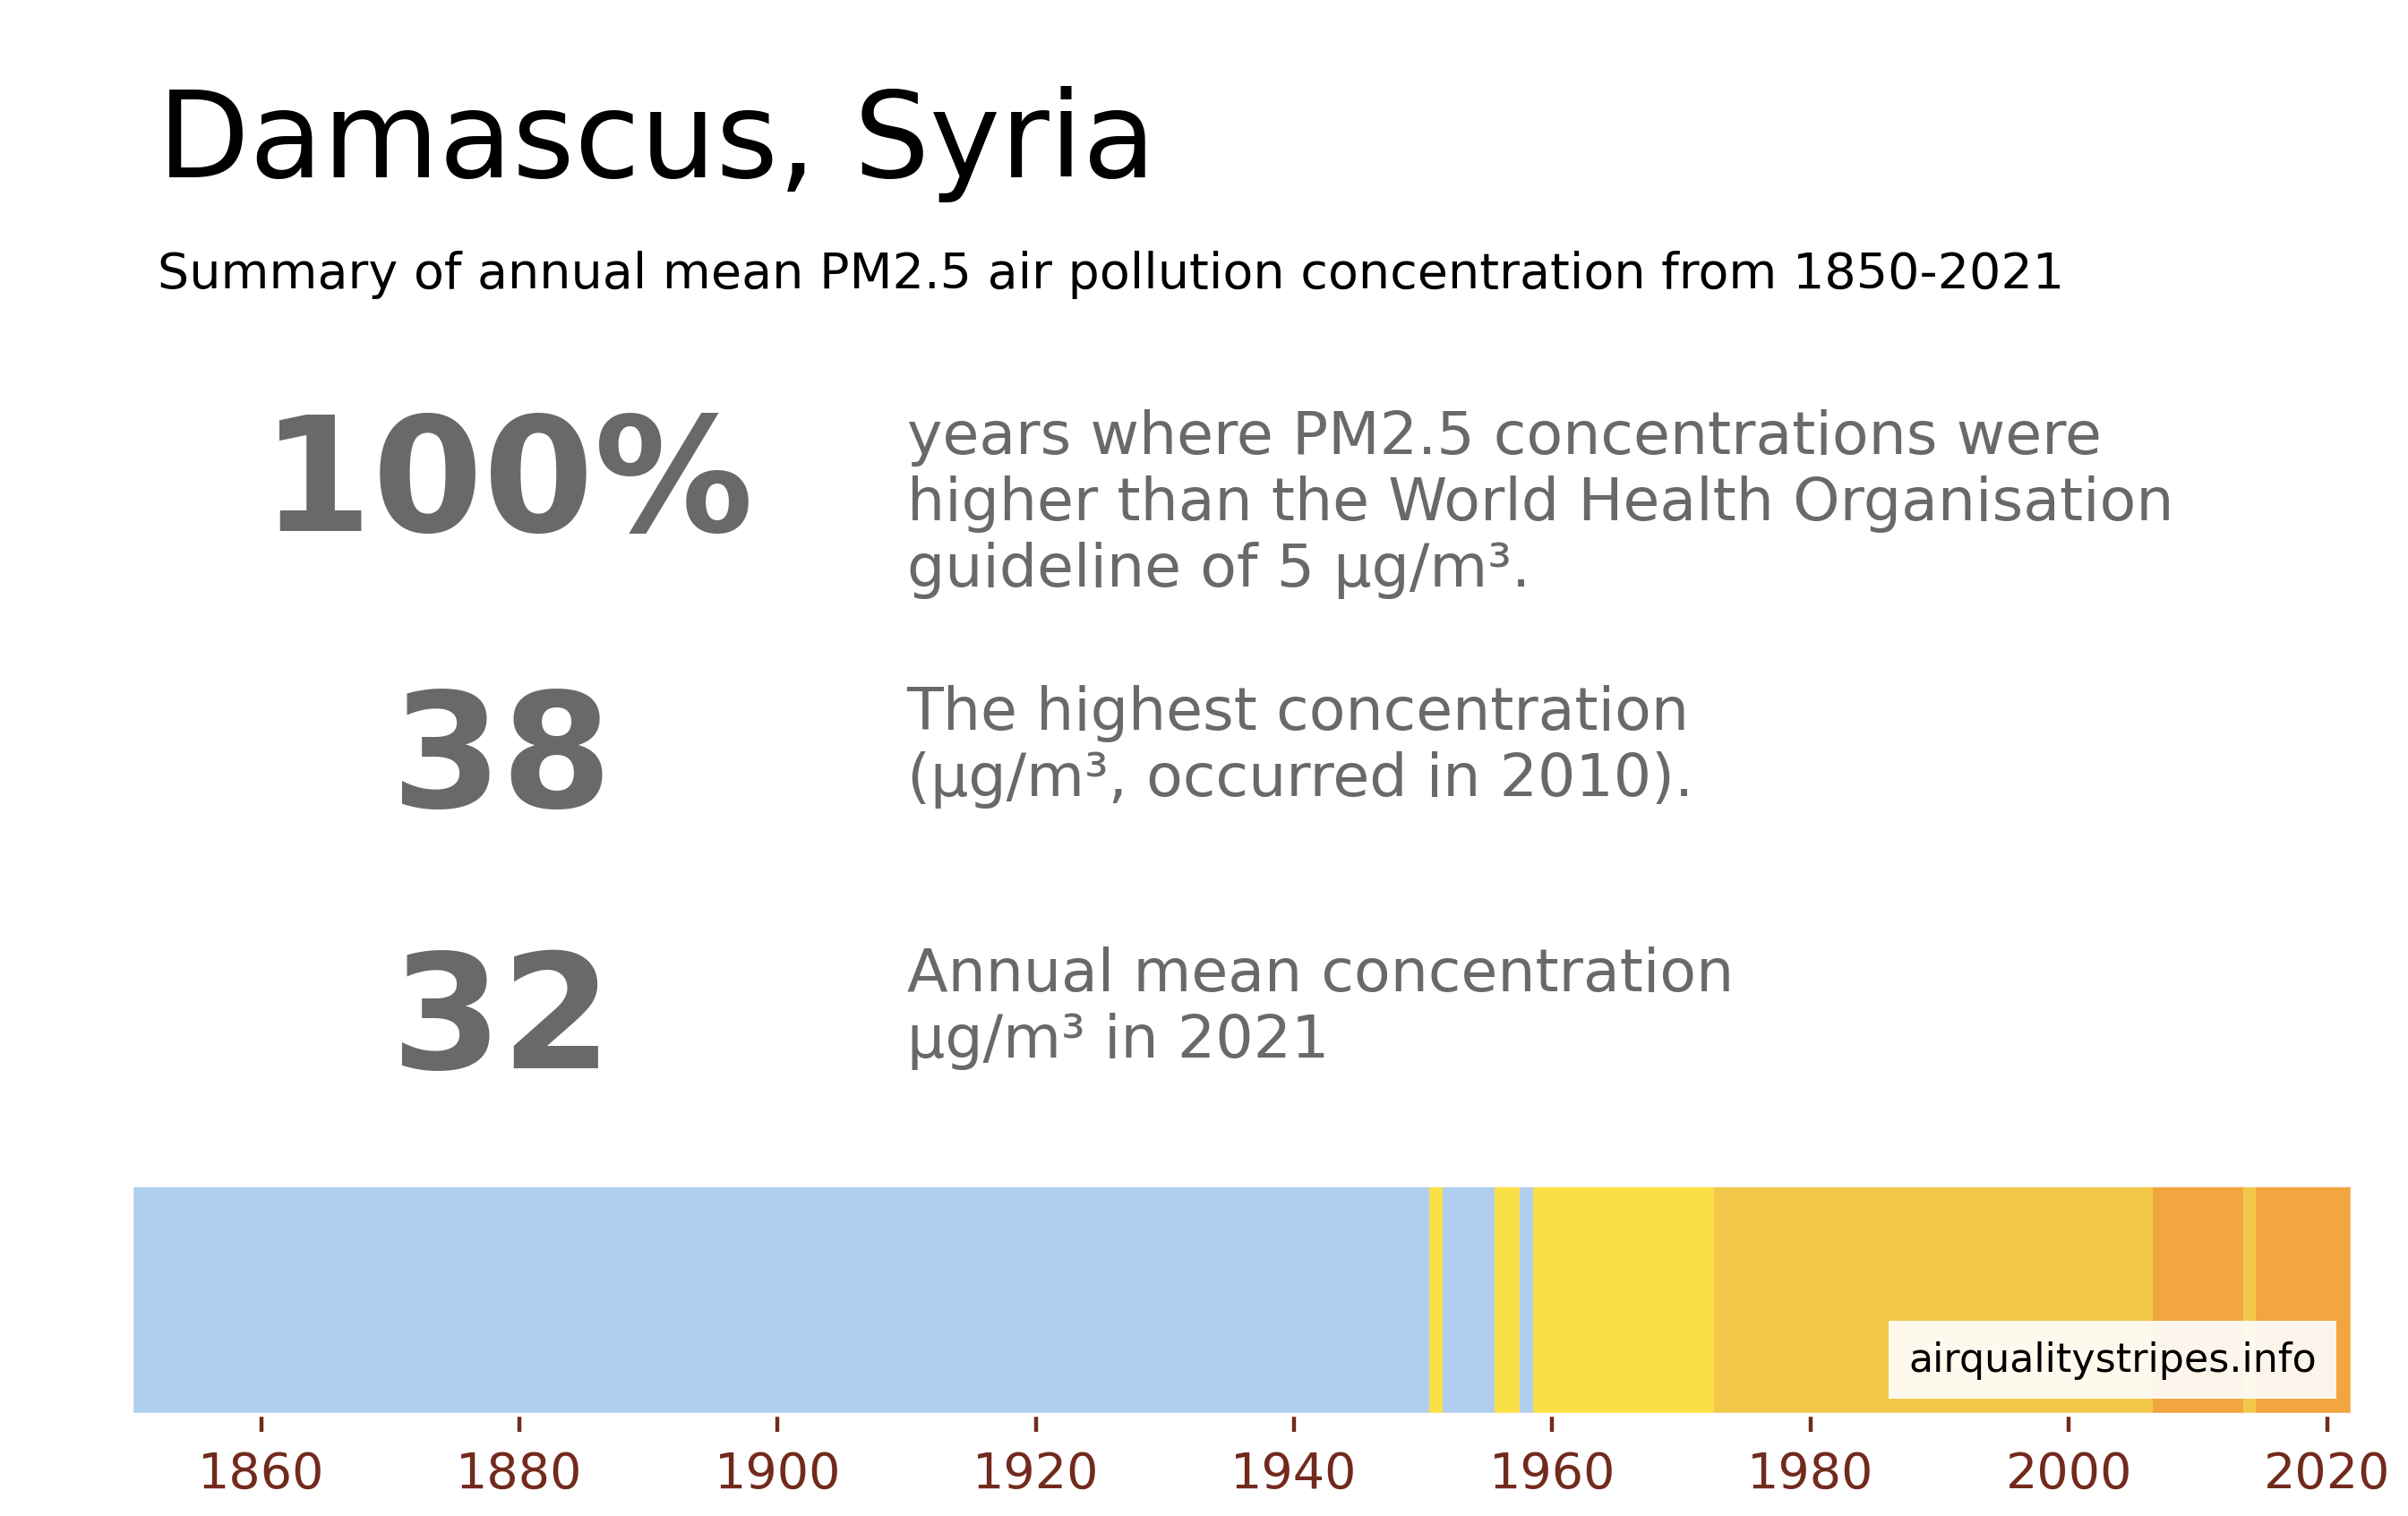 Damascus, Syria
Summary of annual mean PM2.5 air pollution concentration from 1850-2021
100%
years where PM2.5 concentrations were
higher than the World Health Organisation
guideline of 5 µg/m³.
38
The highest concentration
(µg/m³, occurred in 2010).
32
Annual mean concentration
µg/m³ in 2021
airqualitystripes.info
1860 1880 1900 1920 1940 1960 1980 2000 2020